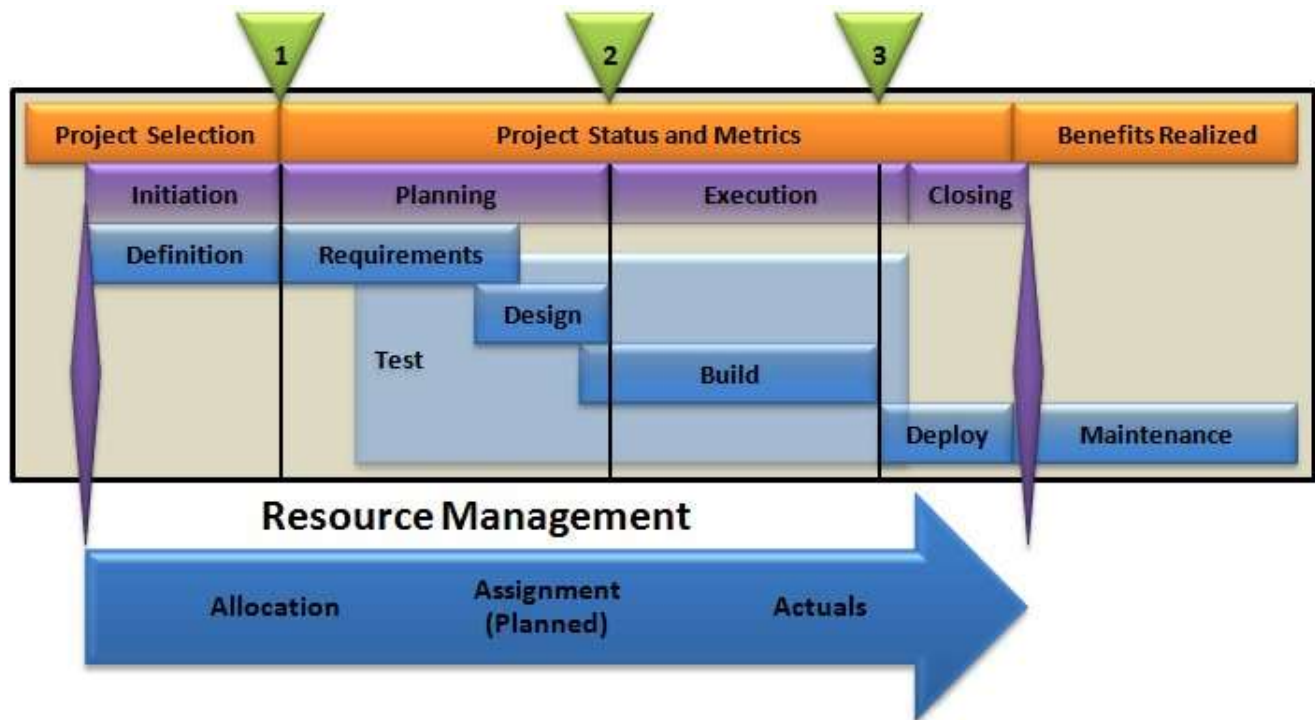 1
2
3
Project Selection
Project Status and Metrics
Benefits Realized
Initiation
Planning
Execution
Closing
Definition
Requirements
Design
Test
Build
Deploy
Maintenance
Resource Management
Allocation
Assignment
(Planned)
Actuals